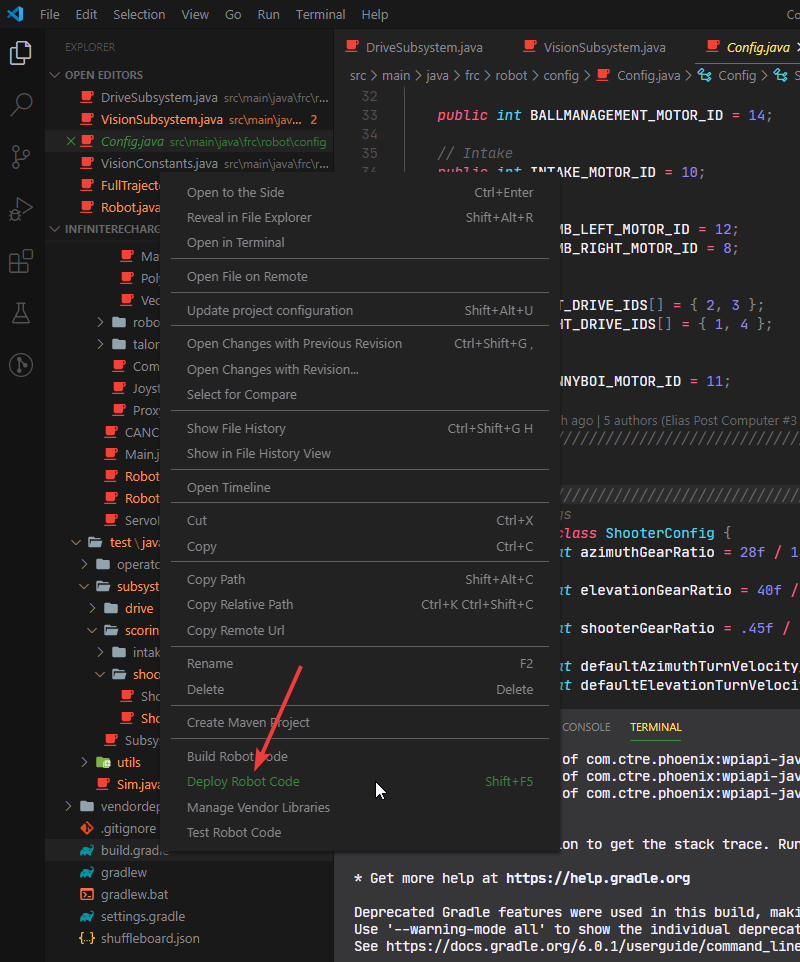 File Edit Selection View Go Run Terminal Help Co
EXPLORER
OPEN EDITORS
DriveSubsystem.java src\main\java\frc\r...
VisionSubsystem.java src\main\jav... 2
Config.java src\main\java\frc\robot\config
VisionConstants.java src\main\java\frc\r...
FullTraject
Robot.java
INFINITERECHARG
Ma
Pol
Vec
robo
talon
Com
Joyst
Proxy
CANC
Main.j
Robot
Robot
Servo
test \ java
operato
subsyst
drive
scorin
intak
shoo
Sho
Sho
Subsy
utils
Sim.java
vendordep
.gitignore
build.gradle
gradlew
gradlew.bat
settings.gradle
shuffleboard.json
Open to the Side Ctrl+Enter
Reveal in File Explorer Shift+Alt+R
Open in Terminal
Open File on Remote
Update project configuration Shift+Alt+U
Open Changes with Previous Revision Ctrl+Shift+G ,
Open Changes with Revision...
Select for Compare
Show File History Ctrl+Shift+G H
Show in File History View
Open Timeline
Cut Ctrl+X
Copy Ctrl+C
Copy Path Shift+Alt+C
Copy Relative Path Ctrl+K Ctrl+Shift+C
Copy Remote Url
Rename F2
Delete Delete
Create Maven Project
Build Robot Code
Deploy Robot Code Shift+F5
Manage Vendor Libraries
Test Robot Code
DriveSubsystem.java VisionSubsystem.java Config.java
src > main > java > frc > robot > config > Config.java > Config > S
32
33 public int BALLMANAGEMENT_MOTOR_ID = 14;
34
35 // Intake
36 public int INTAKE_MOTOR_ID = 10;
MB_LEFT_MOTOR_ID = 12;
MB_RIGHT_MOTOR_ID = 8;
T_DRIVE_IDS[] = { 2, 3 };
HT_DRIVE_IDS[] = { 1, 4 };
NNYBOI_MOTOR_ID = 11;
h ago | 5 authors (Elias Post Computer #3
////////////////////////////
////////////////////////////
gs
class ShooterConfig {
at azimuthGearRatio = 28f / 1
at elevationGearRatio = 40f /
at shooterGearRatio = .45f /
at defaultAzimuthTurnVelocity
at defaultElevationTurnVeloci
CONSOLE TERMINAL
of com.ctre.phoenix:wpiapi-jav
of com.ctre.phoenix:wpiapi-jav
of com.ctre.phoenix:wpiapi-jav
on to get the stack trace. Run
* Get more help at https://help.gradle.org
Deprecated Gradle features were used in this build, maki
Use '--warning-mode all' to show the individual deprecat
See https://docs.gradle.org/6.0.1/userguide/command_line